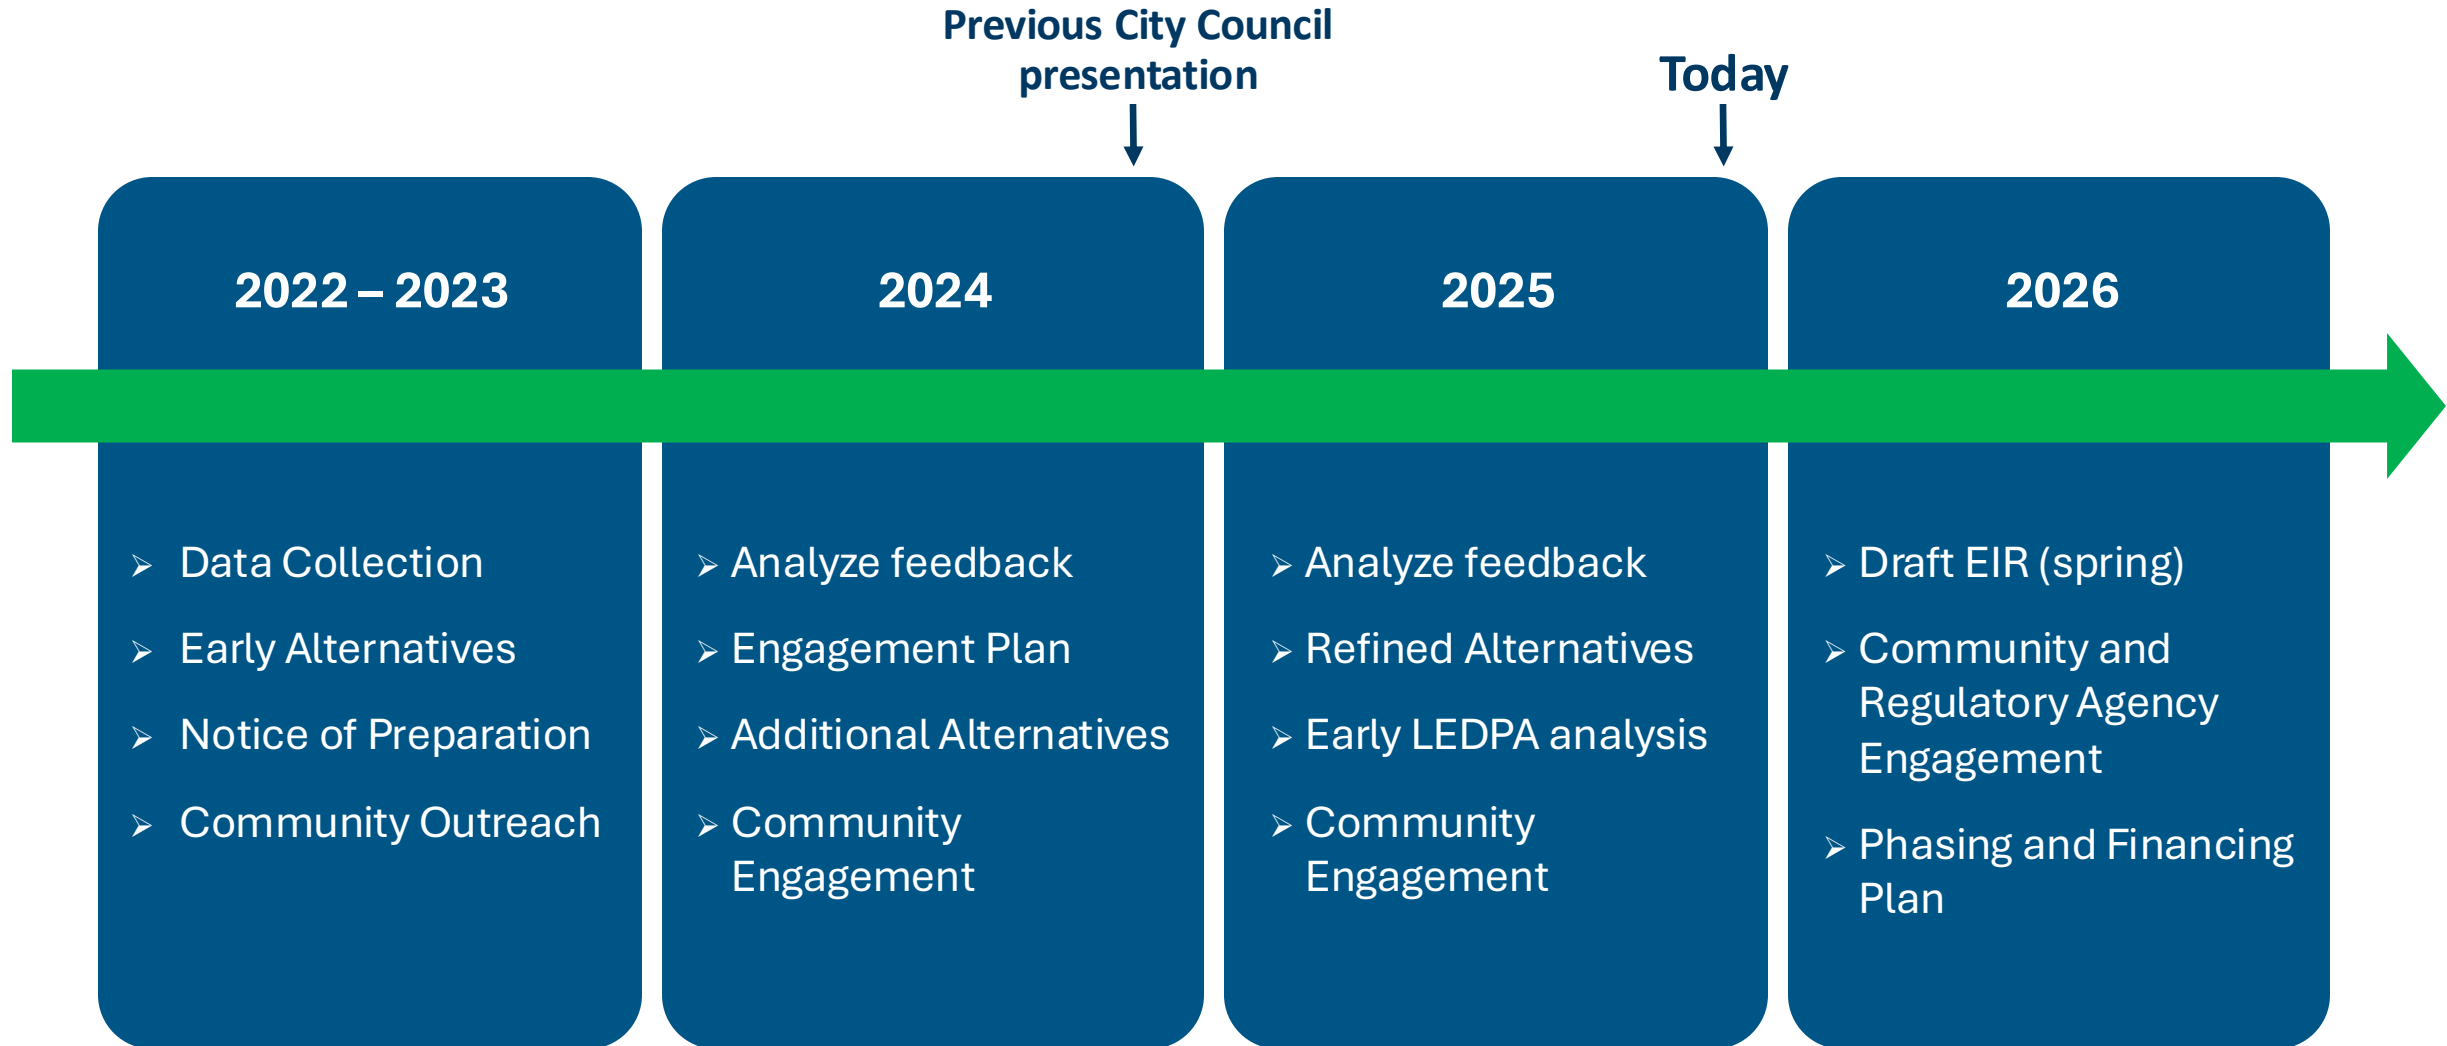 Previous City Council
presentation
Today
2022 – 2023
➢ Data Collection
➢ Early Alternatives
➢ Notice of Preparation
➢ Community Outreach
2024
➢ Analyze feedback
➢ Engagement Plan
➢ Additional Alternatives
➢ Community
Engagement
2025
➢ Analyze feedback
➢ Refined Alternatives
➢ Early LEDPA analysis
➢ Community
Engagement
2026
➢ Draft EIR (spring)
➢ Community and
Regulatory Agency
Engagement
➢ Phasing and Financing
Plan